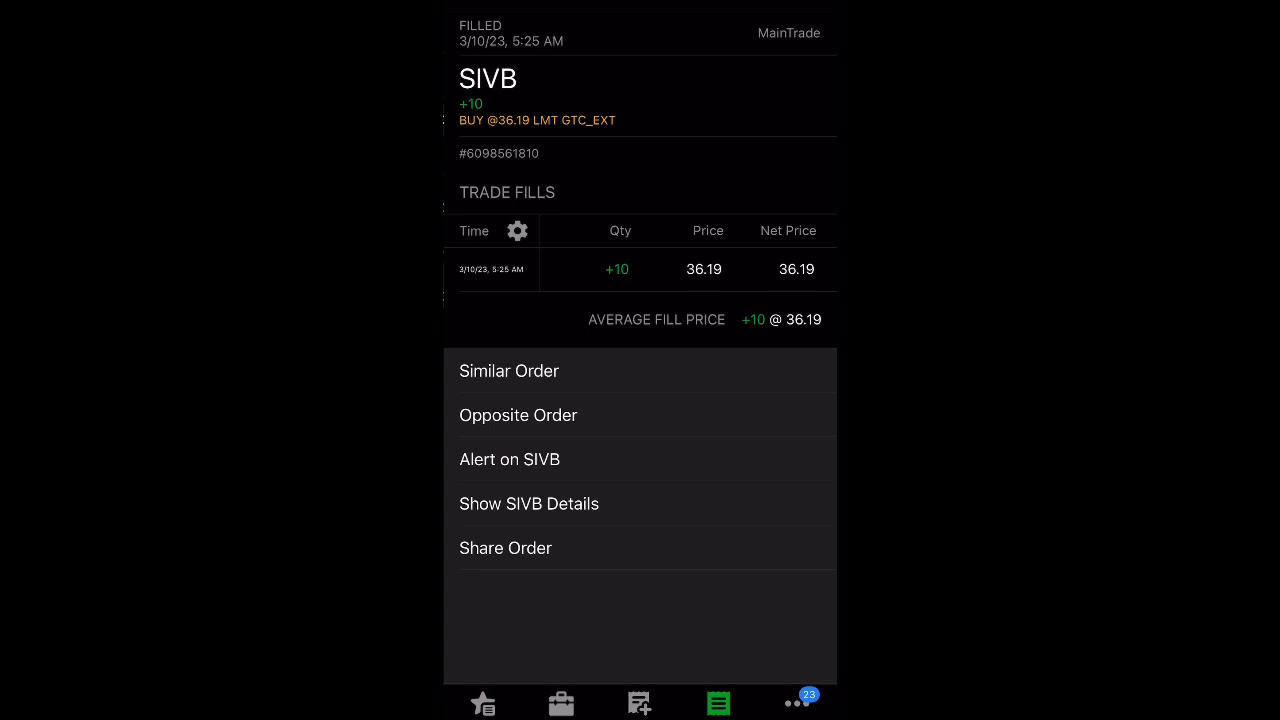 FILLED
3/10/23, 5:25 AM
MainTrade
SIVB
+10
BUY @36.19 LMT GTC_EXT
#6098561810
TRADE FILLS
Time Qty Price Net Price
3/10/23, 5:25 AM +10 36.19 36.19
AVERAGE FILL PRICE +10 @ 36.19
Similar Order
Opposite Order
Alert on SIVB
Show SIVB Details
Share Order
23